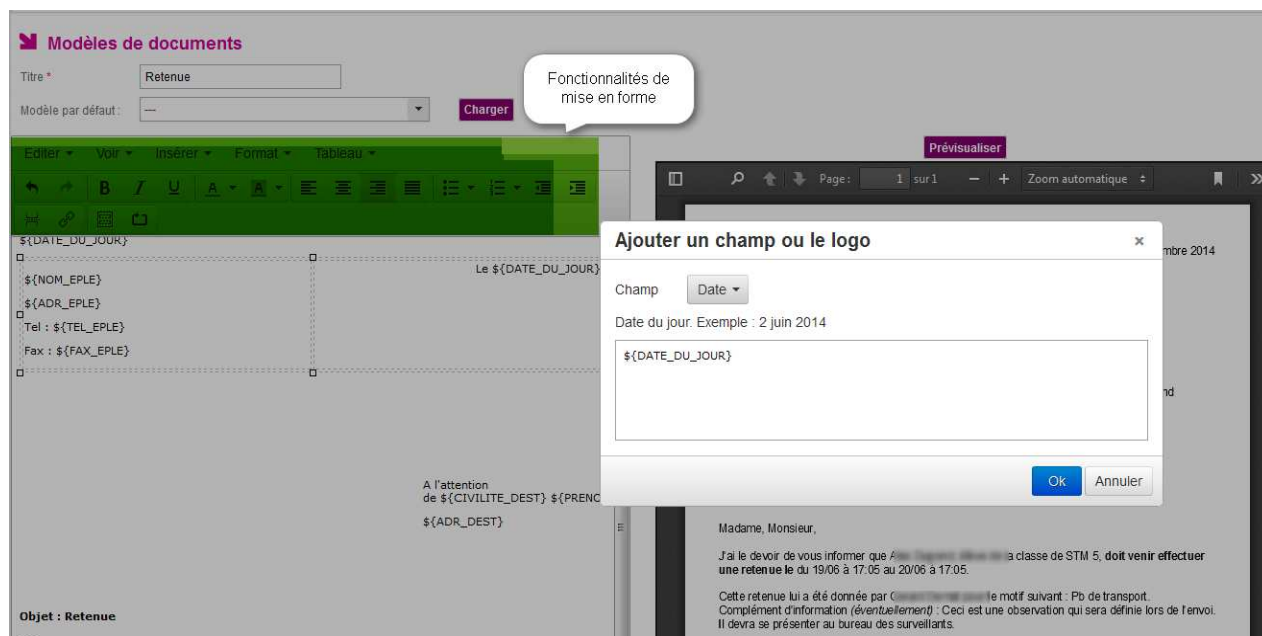 Modèles de documents
Titre *
Retenue
Fonctionnalités de
mise en forme
Modèle par défaut :
---
Charger
Prévisualiser
Editer
Voir
Insérer
Format
Tableau
B I U A A
Page: 1 sur 1 − + Zoom automatique
${DATE_DU_JOUR}
Le ${DATE_DU_JOUR}
${NOM_EPLE}
${ADR_EPLE}
Tel : ${TEL_EPLE}
Fax : ${FAX_EPLE}
A l'attention
de ${CIVILITE_DEST} ${PRENO
${ADR_DEST}
Objet : Retenue
Ajouter un champ ou le logo
×
Champ
Date
Date du jour. Exemple : 2 juin 2014
${DATE_DU_JOUR}
Ok
Annuler
mbre 2014
nd
Madame, Monsieur,
J'ai le devoir de vous informer que la classe de STM 5, doit venir effectuer
une retenue le du 19/06 à 17:05 au 20/06 à 17:05.
Cette retenue lui a été donnée par le motif suivant : Pb de transport.
Complément d'information (éventuellement) : Ceci est une observation qui sera définie lors de l'envoi.
Il devra se présenter au bureau des surveillants.